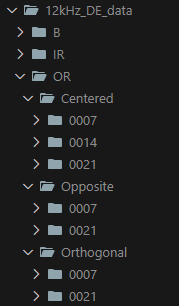 12kHz_DE_data
B
IR
OR
Centered
0007
0014
0021
Opposite
0007
0021
Orthogonal
0007
0021